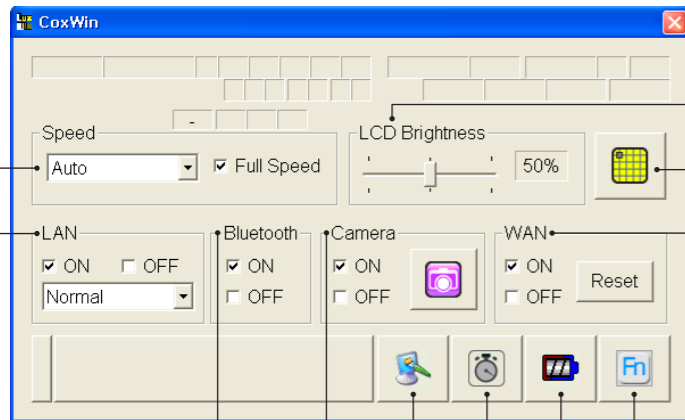 CoxWin
-
Speed
LCD Brightness
Auto
Full Speed
50%
LAN
Bluetooth
Camera
WAN
ON OFF
ON
ON
ON
Normal
OFF
OFF
OFF
Reset
Fn